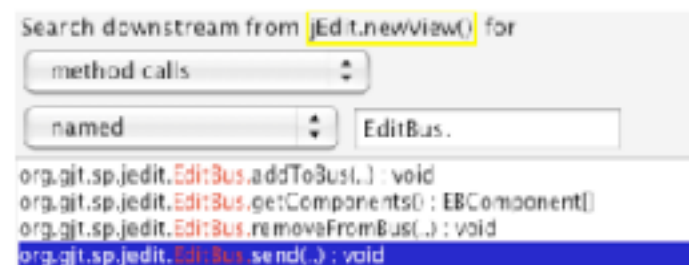 Search downstream from jEdit.newView() for
method calls
named EditBus.
org.gjt.sp.jedit.EditBus.addToBus(..) : void
org.gjt.sp.jedit.EditBus.getComponents() : EBComponent[]
org.gjt.sp.jedit.EditBus.removeFromBus(..) : void
org.gjt.sp.jedit.EditBus.send(..) : void